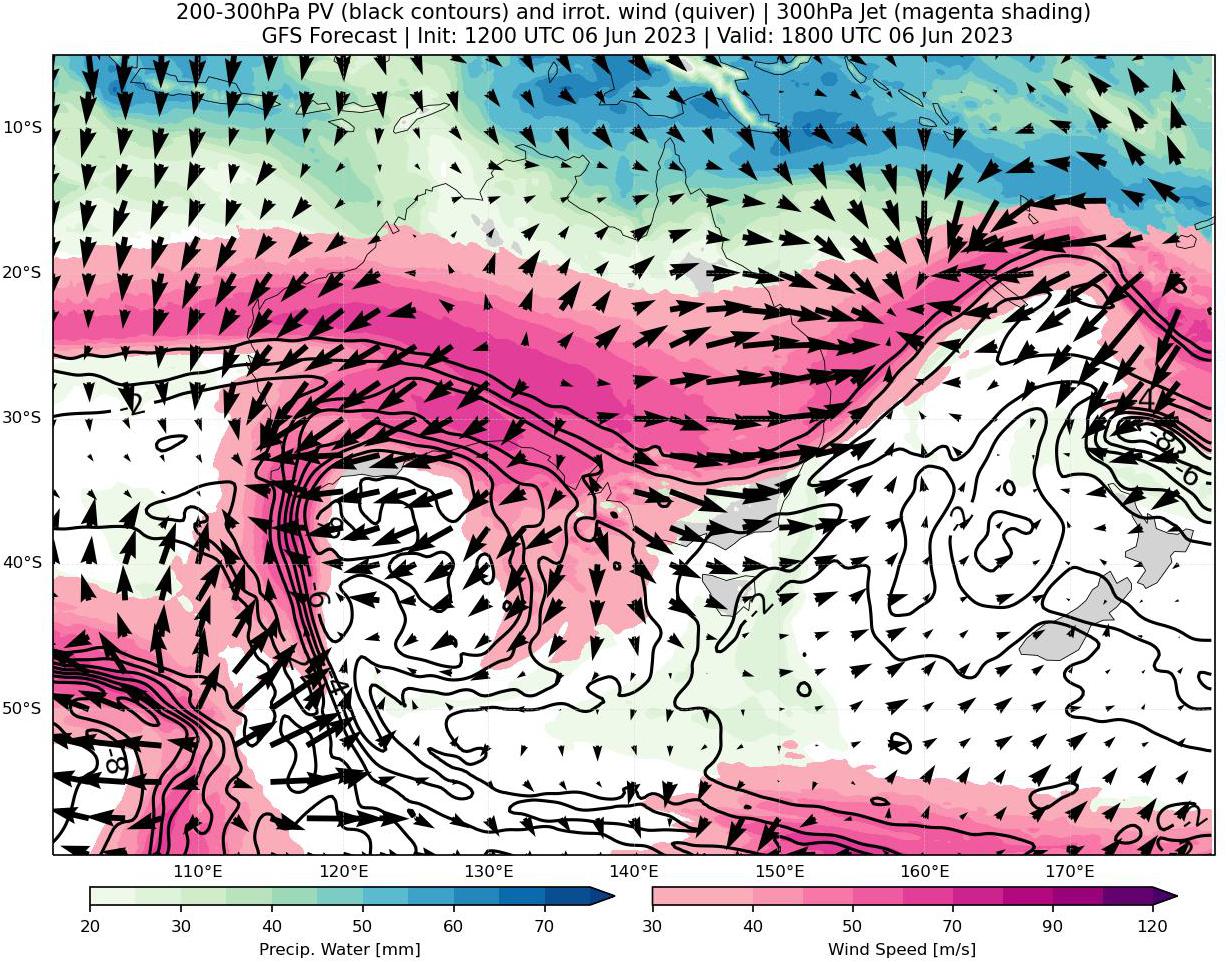 200-300hPa PV (black contours) and irrot. wind (quiver) | 300hPa Jet (magenta shading)
GFS Forecast | Init: 1200 UTC 06 Jun 2023 | Valid: 1800 UTC 06 Jun 2023
10°S
20°S
-4
-2
30°S
-8
-6
-2
40°S
-6
-2
-4
50°S
-8
-2
110°E 120°E 130°E 140°E 150°E 160°E 170°E
20 30 40 50 60 70
30 40 50 70 90 120
Precip. Water [mm]
Wind Speed [m/s]